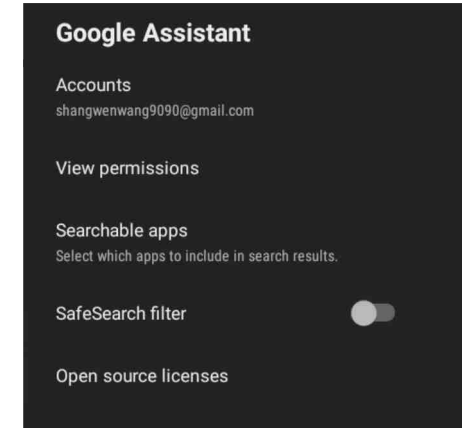 Google Assistant
Accounts
shangwenwang9090@gmail.com
View permissions
Searchable apps
Select which apps to include in search results.
SafeSearch filter
Open source licenses